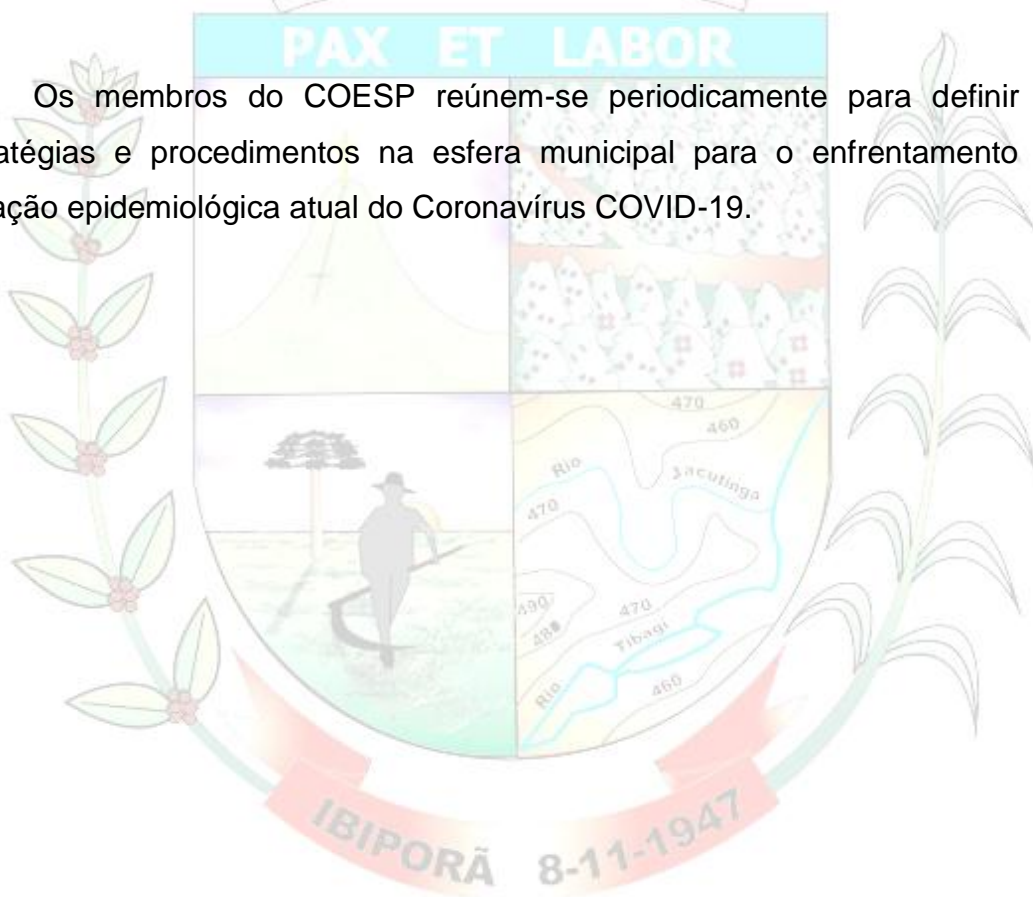 PAX ET LABOR
Os membros do COESP reúnem-se periodicamente para definir
atégias e procedimentos na esfera municipal para o enfrentamento
ação epidemiológica atual do Coronavírus COVID-19.
470
460
Rio Jacutinga
470
490
480
470
Rio Tibagi
460
IBIPORÃ 8-11-1947